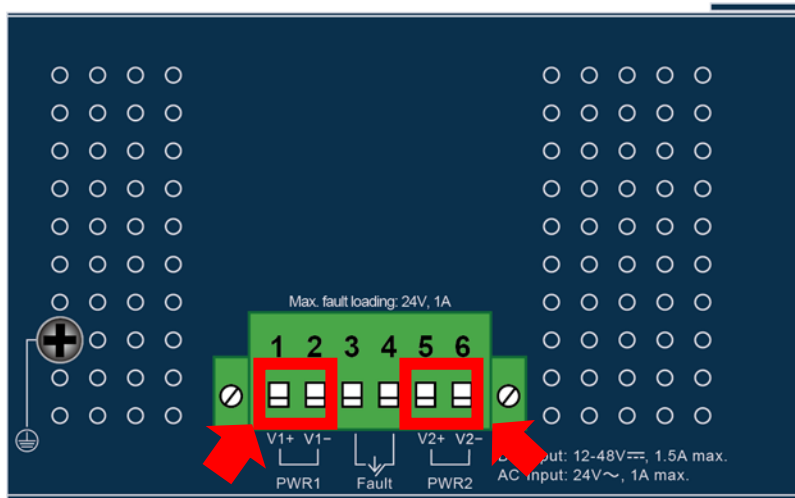 Max. fault loading: 24V, 1A
1 2 3 4 5 6
V1+ V1− V2+ V2−
PWR1 Fault PWR2
12-48V⎓, 1.5A max.
AC Input: 24V～, 1A max.